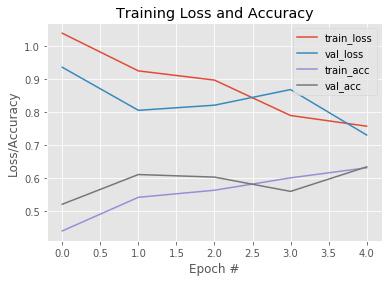 Training Loss and Accuracy
train_loss
val_loss
train_acc
val_acc
Loss/Accuracy
1.0
0.9
0.8
0.7
0.6
0.5
0.0 0.5 1.0 1.5 2.0 2.5 3.0 3.5 4.0
Epoch #